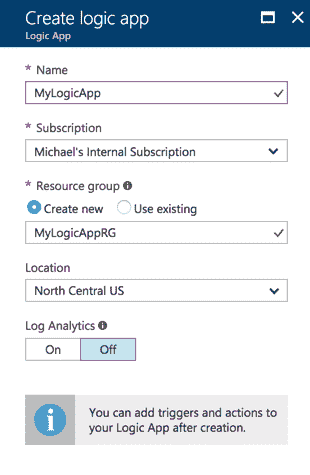 Create logic app
Logic App
* Name
MyLogicApp
* Subscription
Michael's Internal Subscription
* Resource group
Create new Use existing
MyLogicAppRG
Location
North Central US
Log Analytics
On Off
You can add triggers and actions to
your Logic App after creation.